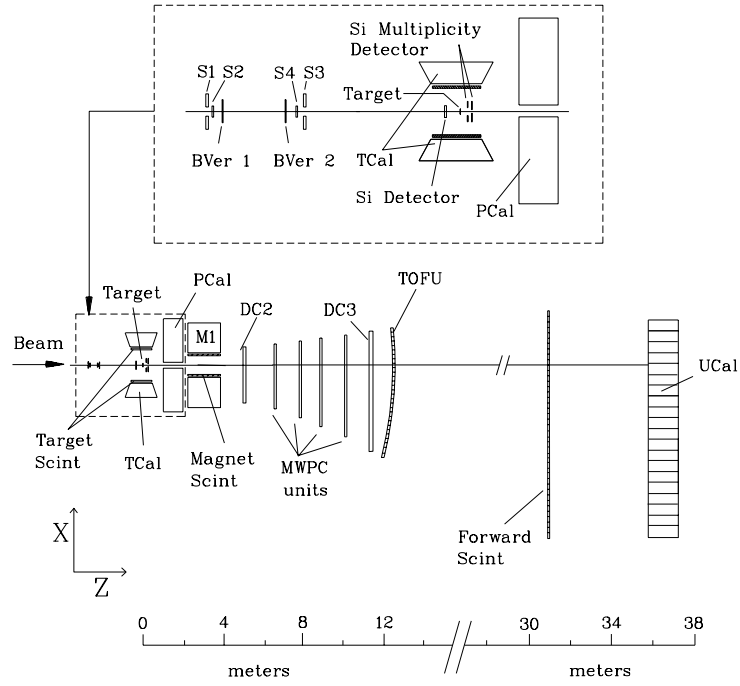 Si Multiplicity
Detector
S1 S2
S4 S3
Target
BVer 1
BVer 2
TCal
Si Detector
PCal
Target
PCal
TOFU
DC2
DC3
M1
Beam
UCal
Target
Scint
TCal
Magnet
Scint
MWPC
units
Forward
Scint
X
Z
0 4 8 12 30 34 38
meters
meters